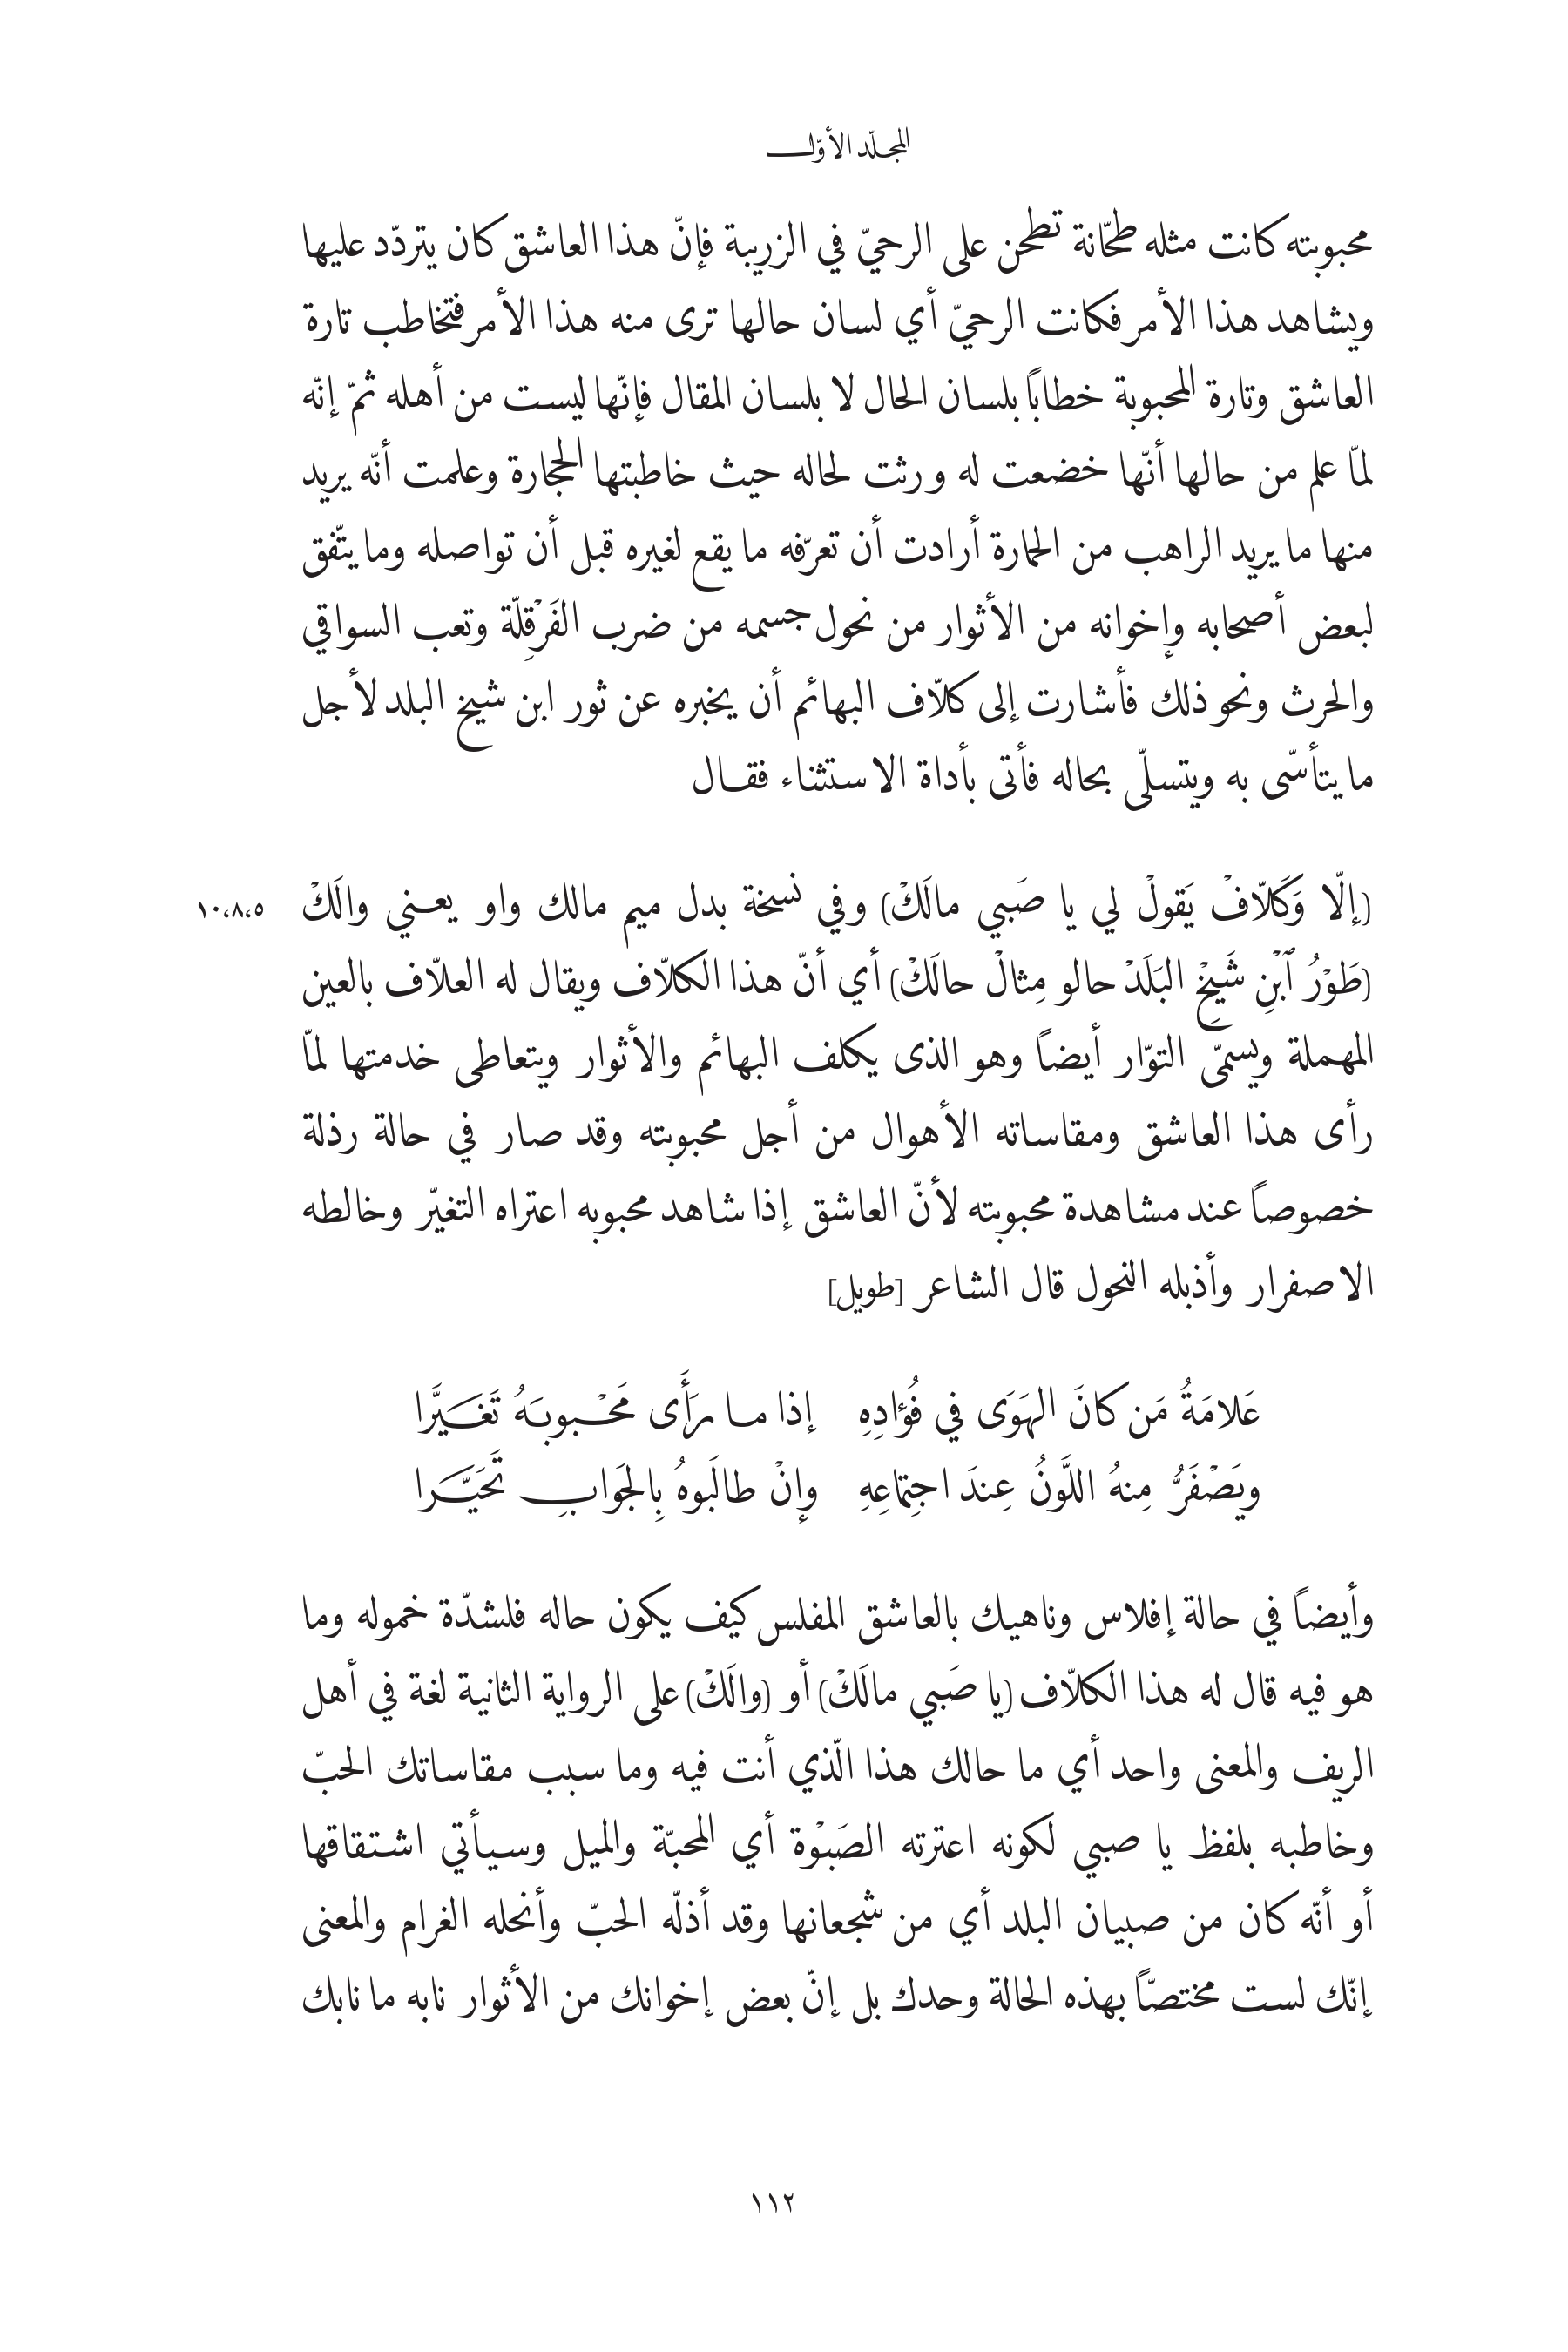 المجلّد الأوّل
محبوبته كانت مثله طحّانة تطحن على الرحيّ في الزريبة فإنّ هذا العاشق كان يتردّد عليها
ويشاهد هذا الأمر فكانت الرحيّ أي لسان حالها ترى منه هذا الأمر فتخاطب تارة
العاشق وتارة المحبوبة خطاباً بلسان الحال لا بلسان المقال فإنّها ليست من أهله ثمّ إنّه
لمّا علم من حالها أنّها خضعت له ورثت لحاله حيث خاطبتها الحجارة وعلمت أنّه يريد
منها ما يريد الراهب من الحمارة أرادت أن تعرّفه ما يقع لغيره قبل أن تواصله وما يتّفق
لبعض أصحابه وإخوانه من الأثوار من نحول جسمه من ضرب الفَرْقِلّة وتعب السواقي
والحرث ونحو ذلك فأشارت إلى كلّاف البهائم أن يخبره عن ثور ابن شيخ البلد لأجل
ما يتأسّى به ويتسلّى بحاله فأتى بأداة الاستثناء فقال
١٠،٨،٥ (إلّا وَكَلّافْ يَقولْ لي يا صَبي مالَكْ) وفي نسخة بدل ميم مالك واو يعني والَكْ
(طَوْرُ ٱبْنِ شَيخِْ البَلَدْ حالو مِثالْ حالَكْ) أي أنّ هذا الكلّاف ويقال له العلّاف بالعين
المهملة ويسمّى التوّار أيضاً وهو الذى يكلف البهائم والأثوار ويتعاطى خدمتها لمّا
رأى هذا العاشق ومقاساته الأهوال من أجل محبوبته وقد صار في حالة رذلة
خصوصاً عند مشاهدة محبوبته لأنّ العاشق إذا شاهد محبوبه اعتراه التغيّر وخالطه
الاصفرار وأذبله النحول قال الشاعر [طويل]
عَلامَةُ مَن كانَ الهَوَى في فُؤادِهِ إذا ما رَأَى مَحْبوبَهُ تَغَيَّرا
ويَصْفَرُّ مِنهُ اللَّونُ عِندَ اجتِماعِهِ وإنْ طالَبوهُ بِالجَوابِ تَحَيَّرا
وأيضاً في حالة إفلاس وناهيك بالعاشق المفلس كيف يكون حاله فلشدّة خموله وما
هو فيه قال له هذا الكلّاف (يا صَبي مالَكْ) أو (والَكْ) على الرواية الثانية لغة في أهل
الريف والمعنى واحد أي ما حالك هذا الّذي أنت فيه وما سبب مقاساتك الحبّ
وخاطبه بلفظ يا صبي لكونه اعترته الصَبْوة أي المحبّة والميل وسيأتي اشتقاقها
أو أنّه كان من صبيان البلد أي من شجعانها وقد أذلّه الحبّ وأنحله الغرام والمعنى
إنّك لست مختصّاً بهذه الحالة وحدك بل إنّ بعض إخوانك من الأثوار نابه ما نابك
١١٢